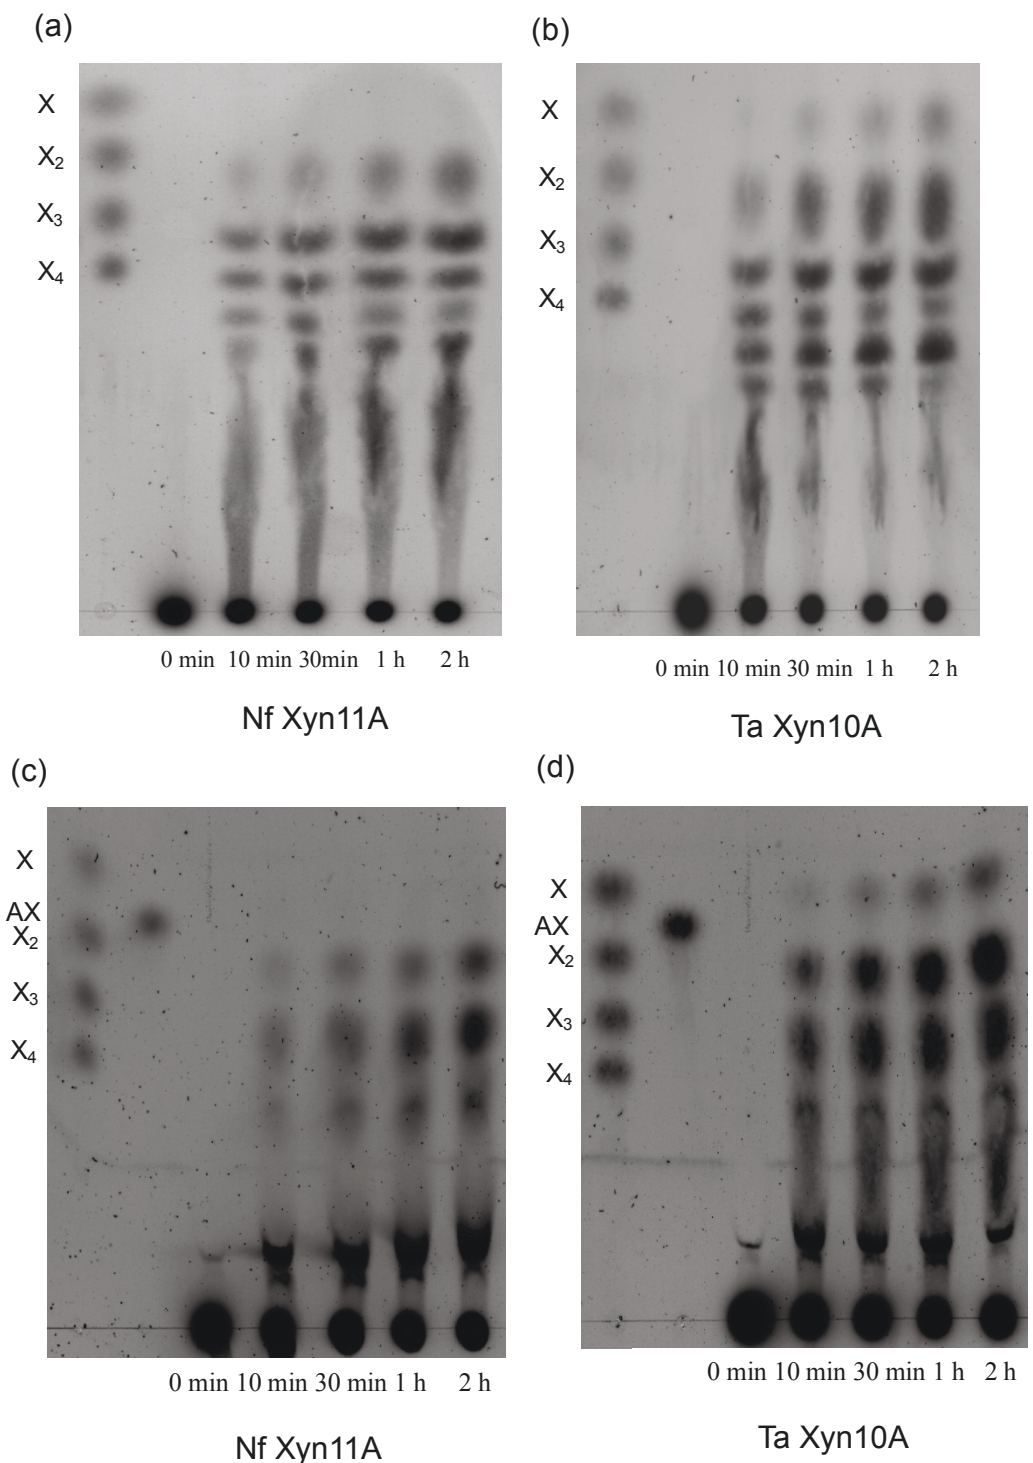 (a)
X
X₂
X₃
X₄
0 min 10 min 30min 1 h 2 h
Nf Xyn11A
(b)
X
X₂
X₃
X₄
0 min 10 min 30 min 1 h 2 h
Ta Xyn10A
(c)
X
AX
X₂
X₃
X₄
0 min 10 min 30 min 1 h 2 h
Nf Xyn11A
(d)
X
AX
X₂
X₃
X₄
0 min 10 min 30 min 1 h 2 h
Ta Xyn10A